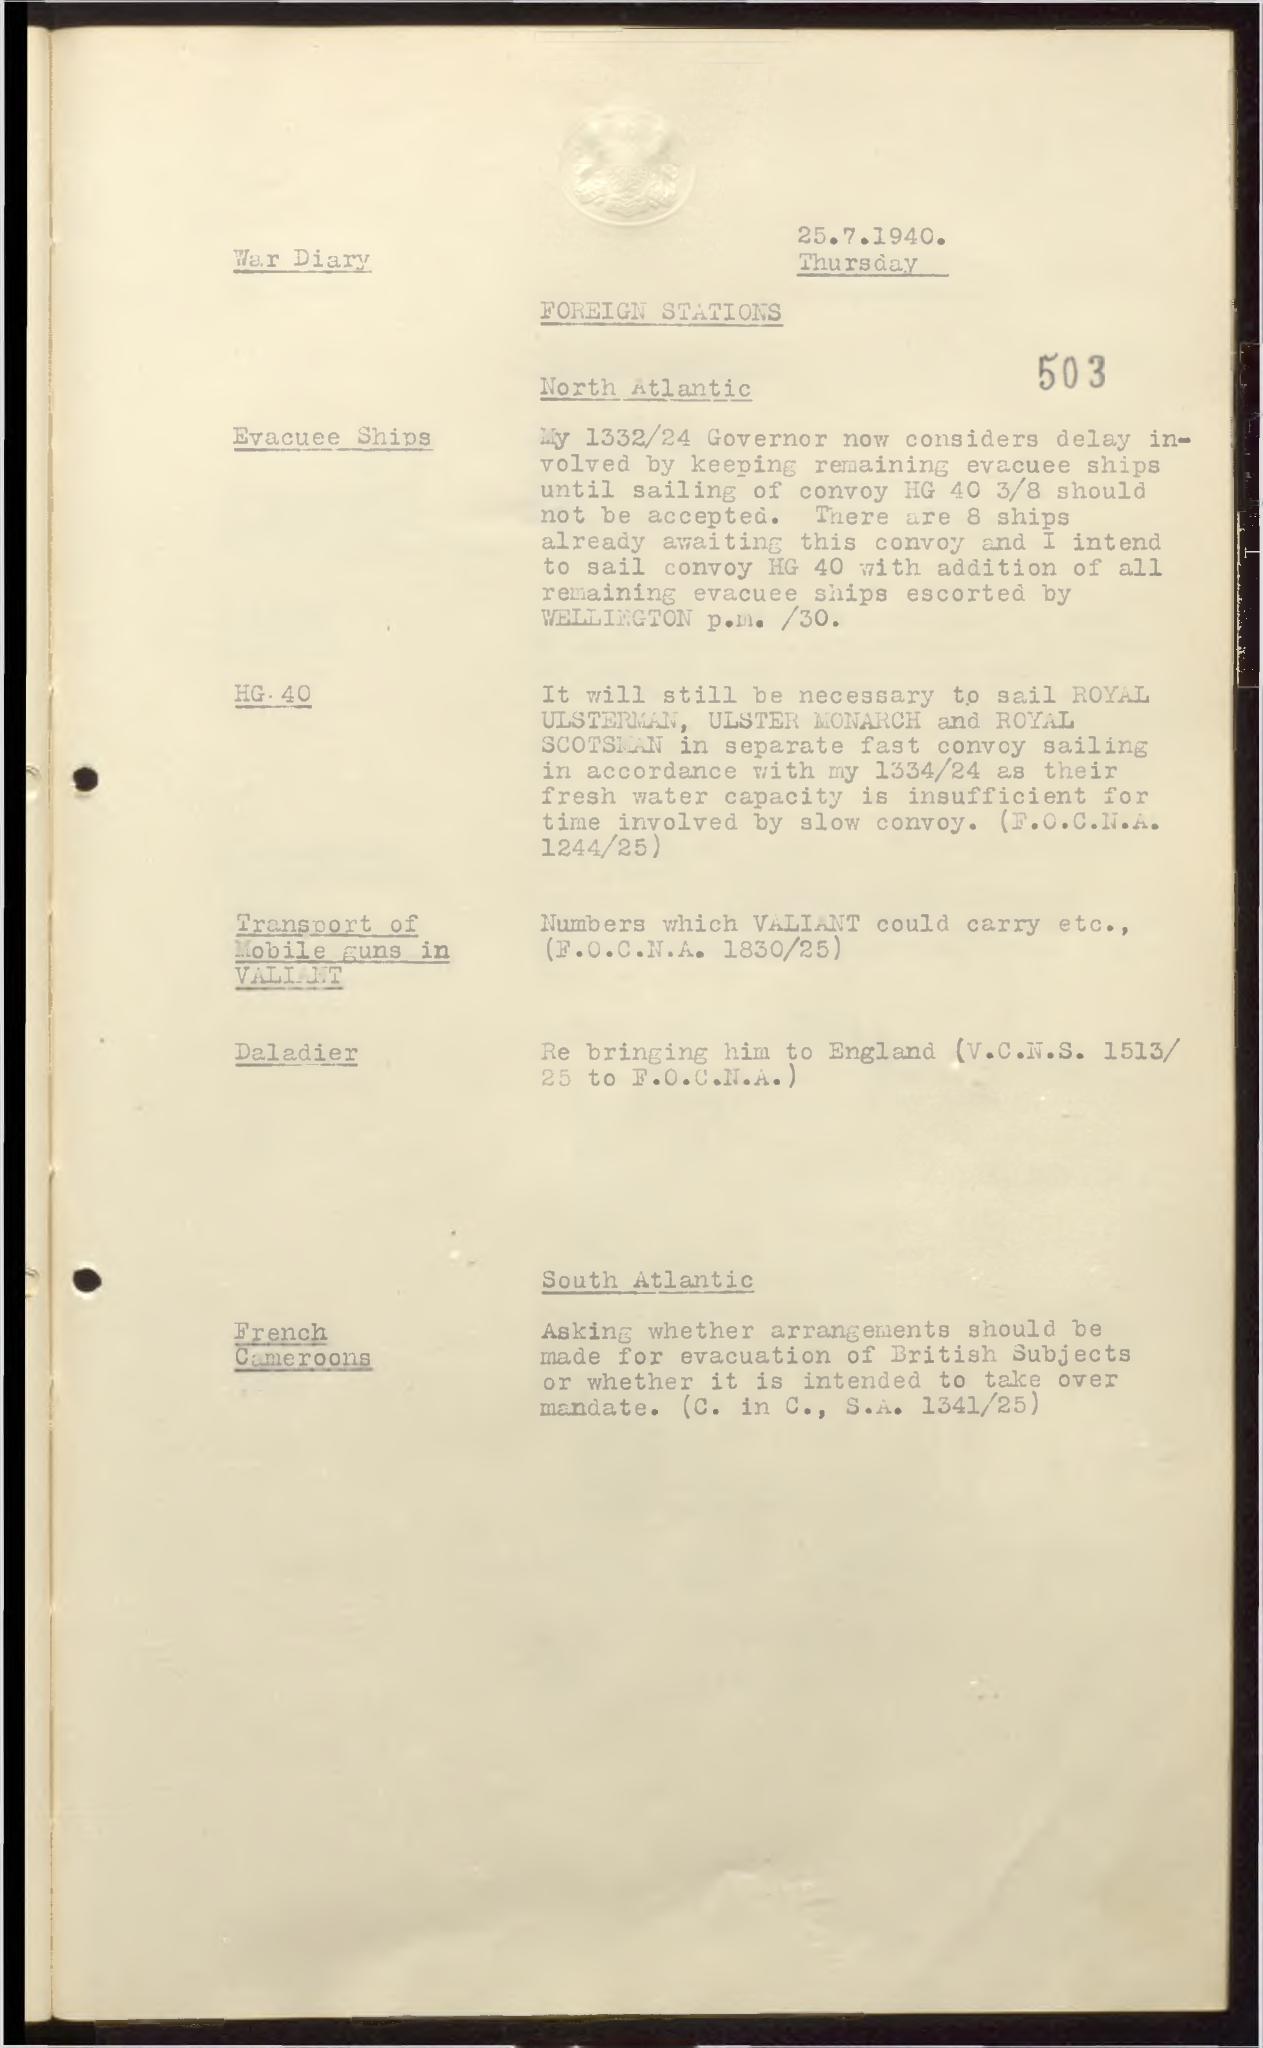 25.7.1940.
War Diary
Thursday
FOREIGN STATIONS
503
North Atlantic
Evacuee Ships
My 1332/24 Governor now considers delay in-
volved by keeping remaining evacuee ships
until sailing of convoy HG 40 3/8 should
not be accepted. There are 8 ships
already awaiting this convoy and I intend
to sail convoy HG 40 with addition of all
remaining evacuee ships escorted by
WELLINGTON p.m. /30.
HG. 40
It will still be necessary to sail ROYAL
ULSTERMAN, ULSTER MONARCH and ROYAL
SCOTSMAN in separate fast convoy sailing
in accordance with my 1334/24 as their
fresh water capacity is insufficient for
time involved by slow convoy. (F.O.C.N.A.
1244/25)
Transport of
Mobile guns in
VALIANT
Numbers which VALIANT could carry etc.,
(F.O.C.N.A. 1830/25)
Daladier
Re bringing him to England (V.C.N.S. 1513/
25 to F.O.C.N.A.)
South Atlantic
French
Cameroons
Asking whether arrangements should be
made for evacuation of British Subjects
or whether it is intended to take over
mandate. (C. in C., S.A. 1341/25)